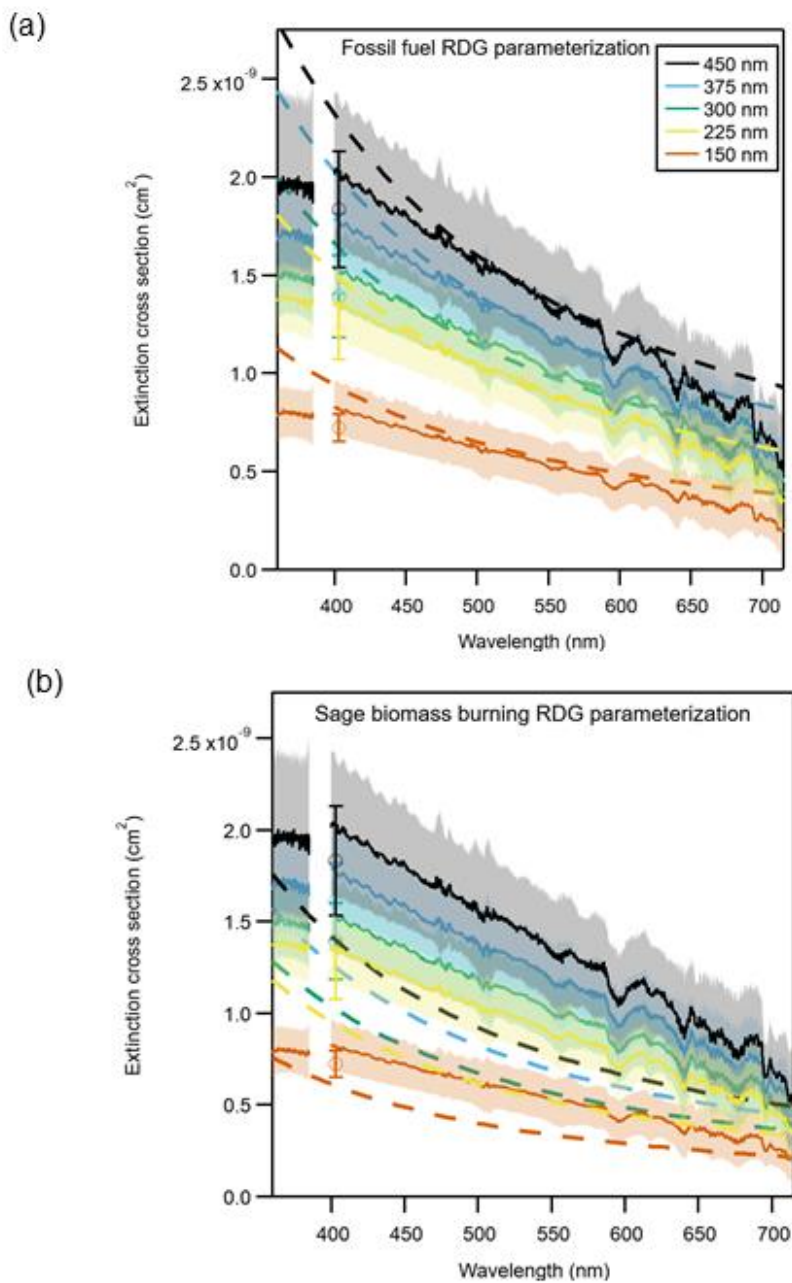 (a)
Fossil fuel RDG parameterization
450 nm
375 nm
300 nm
225 nm
150 nm
2.5 x10⁻⁹
2.0
1.5
1.0
0.5
0.0
Extinction cross section (cm²)
400 450 500 550 600 650 700
Wavelength (nm)
(b)
Sage biomass burning RDG parameterization
2.5 x10⁻⁹
2.0
1.5
1.0
0.5
0.0
Extinction cross section (cm²)
400 450 500 550 600 650 700
Wavelength (nm)